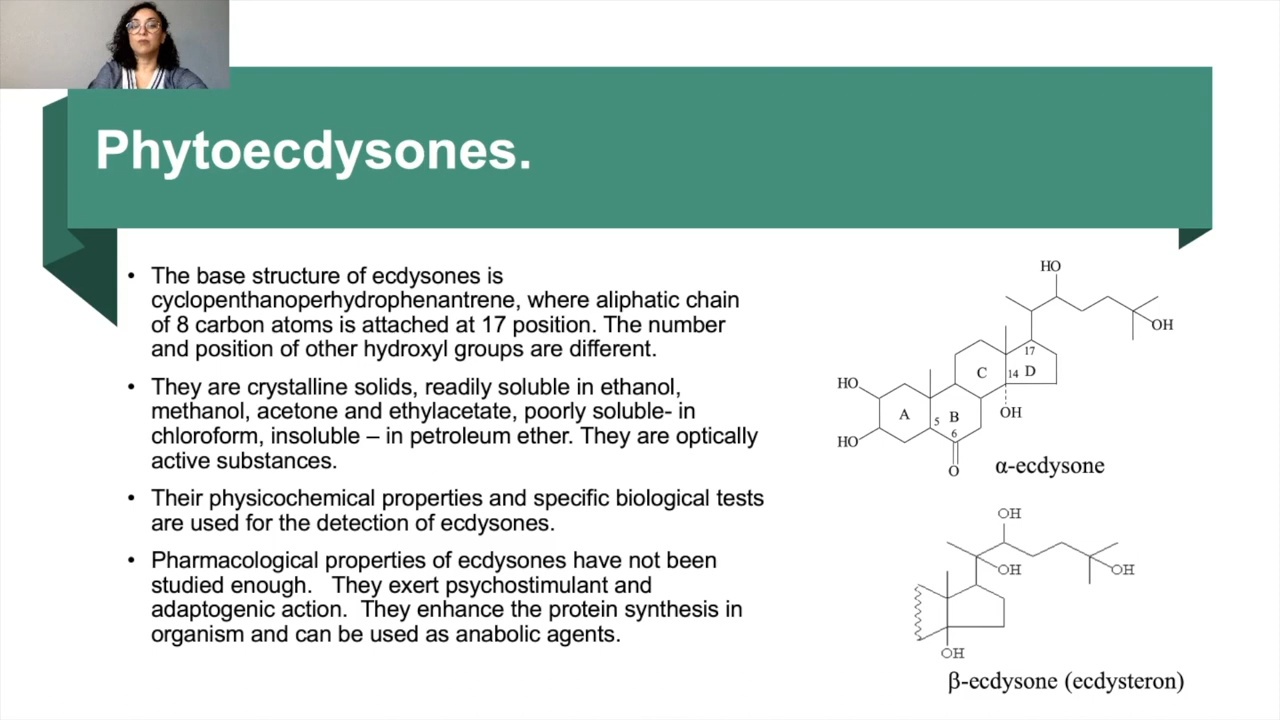 Phytoecdysones.
• The base structure of ecdysones is
cyclopenthanoperhydrophenantrene, where aliphatic chain
of 8 carbon atoms is attached at 17 position. The number
and position of other hydroxyl groups are different.
• They are crystalline solids, readily soluble in ethanol,
methanol, acetone and ethylacetate, poorly soluble- in
chloroform, insoluble – in petroleum ether. They are optically
active substances.
• Their physicochemical properties and specific biological tests
are used for the detection of ecdysones.
• Pharmacological properties of ecdysones have not been
studied enough. They exert psychostimulant and
adaptogenic action. They enhance the protein synthesis in
organism and can be used as anabolic agents.
HO
OH
17
C 14 D
HO
OH
A 5 B
6
HO
O
α-ecdysone
OH
OH OH
OH
β-ecdysone (ecdysteron)